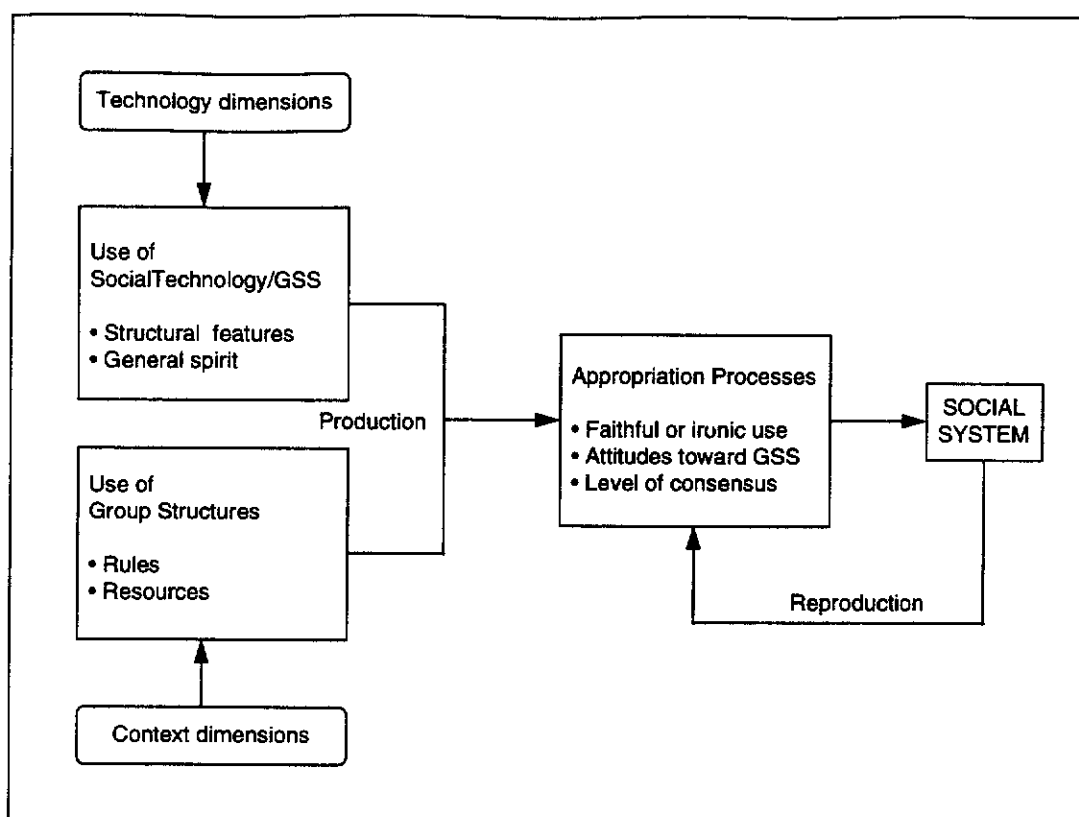 Technology dimensions
Use of
SocialTechnology/GSS
• Structural features
• General spirit
Production
Use of
Group Structures
• Rules
• Resources
Context dimensions
Appropriation Processes
• Faithful or ironic use
• Attitudes toward GSS
• Level of consensus
SOCIAL
SYSTEM
Reproduction